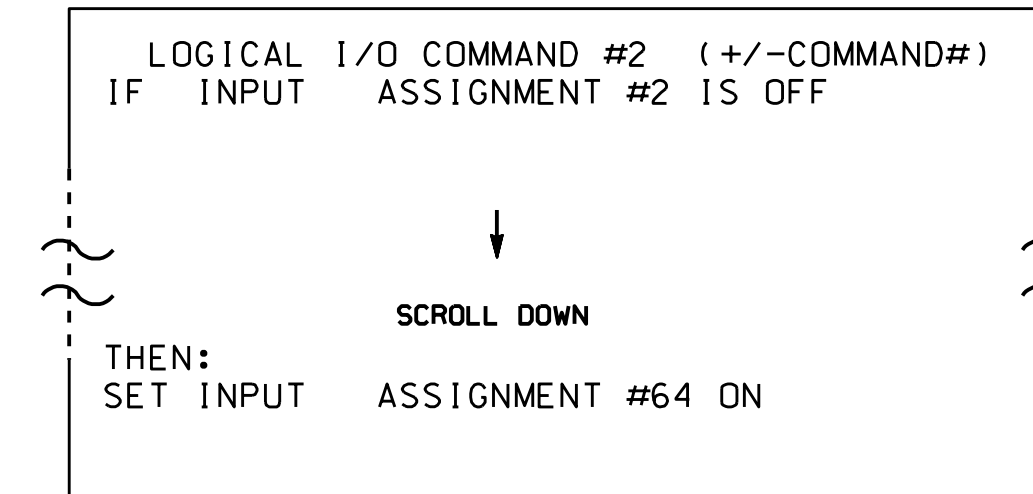 LOGICAL I/O COMMAND #2 (+/-COMMAND#)
IF INPUT ASSIGNMENT #2 IS OFF
SCROLL DOWN
THEN:
SET INPUT ASSIGNMENT #64 ON